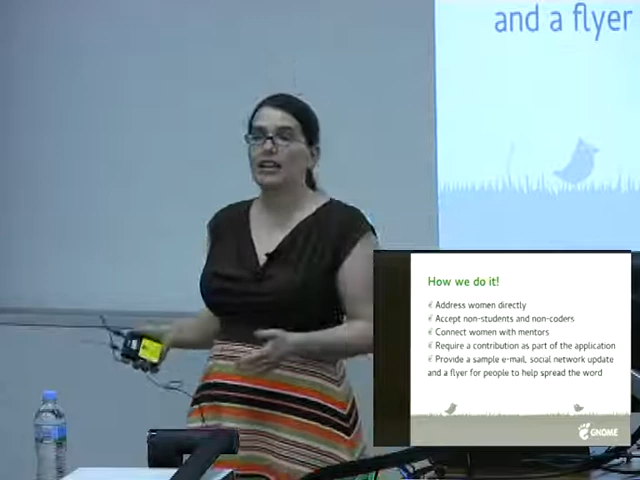 and a flyer
How we do it!
Address women directly
Accept non-students and non-coders
Connect women with mentors
Require a contribution as part of the application
Provide a sample e-mail, social network update
and a flyer for people to help spread the word
GNOME